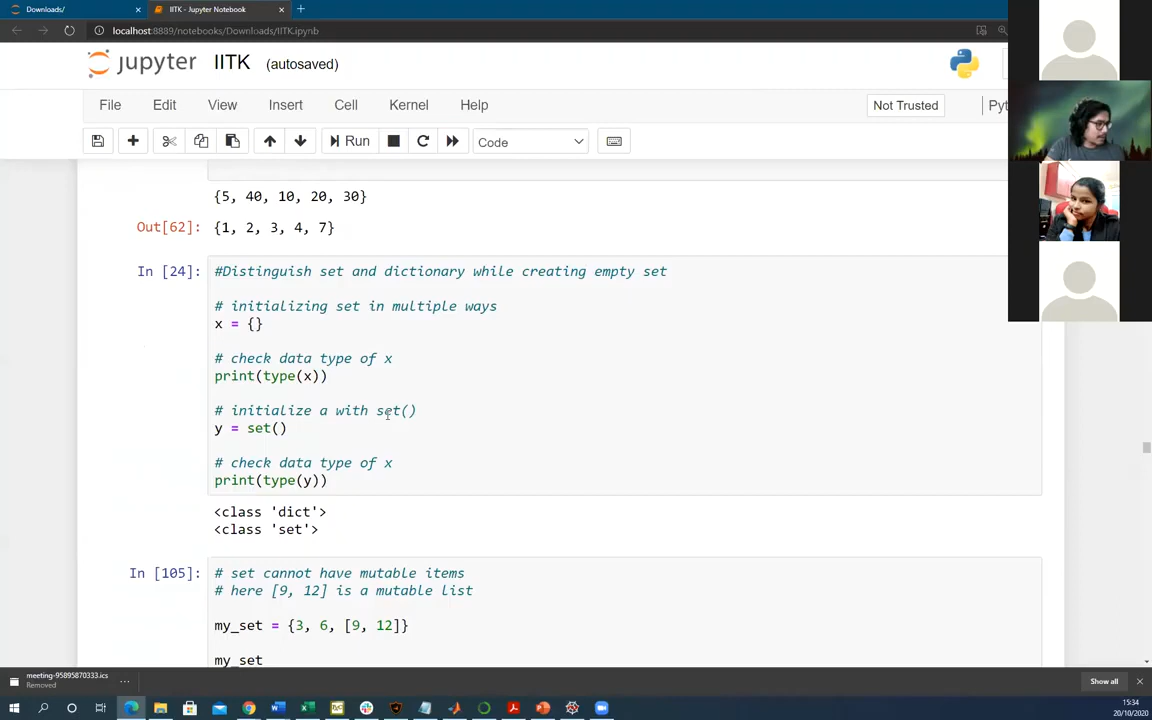 Downloads/
IITK - Jupyter Notebook
localhost:8889/notebooks/Downloads/IITK.ipynb
jupyter IITK (autosaved)
File Edit View Insert Cell Kernel Help
Not Trusted
Pyt
Run
Code
{5, 40, 10, 20, 30}
Out[62]: {1, 2, 3, 4, 7}
In [24]: #Distinguish set and dictionary while creating empty set
# initializing set in multiple ways
x = {}
# check data type of x
print(type(x))
# initialize a with set()
y = set()
# check data type of x
print(type(y))
<class 'dict'>
<class 'set'>
In [105]: # set cannot have mutable items
# here [9, 12] is a mutable list
my_set = {3, 6, [9, 12]}
my_set
meeting-95895870333.ics
Removed
Show all
15:34
20/10/2020